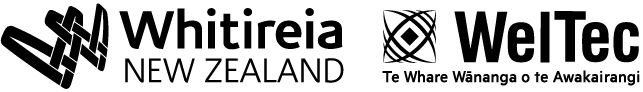 Whitireia
NEW ZEALAND
WelTec
Te Whare Wānanga o te Awakairangi